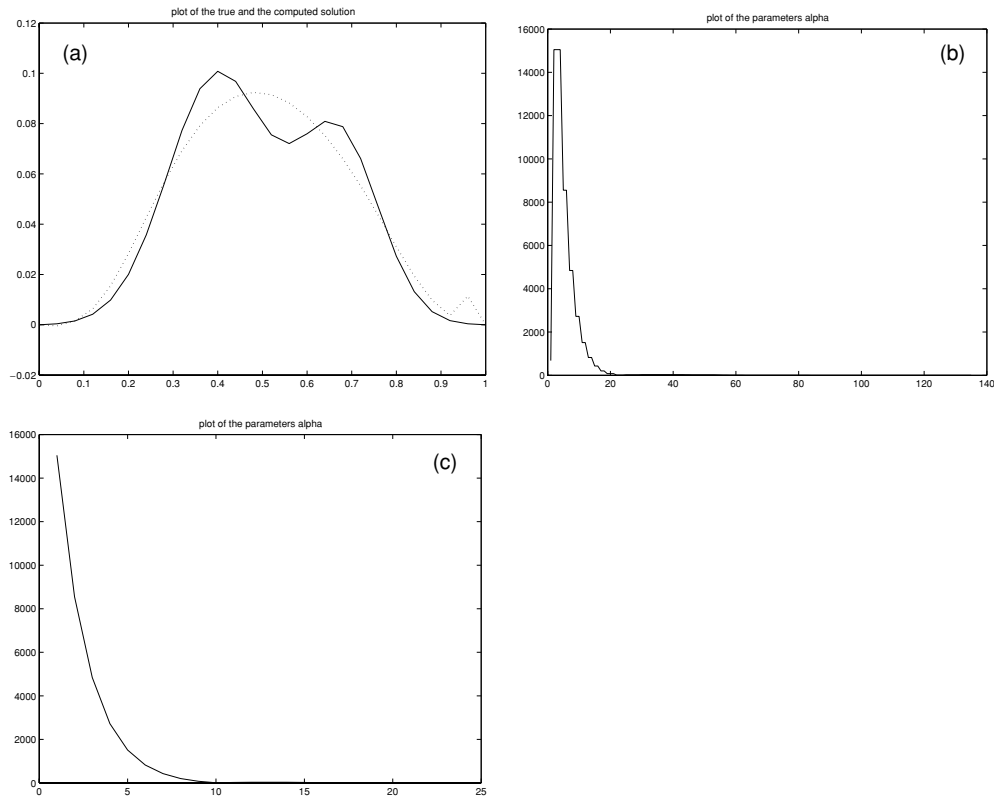 plot of the true and the computed solution
(a)
0.12
0.1
0.08
0.06
0.04
0.02
0
−0.02
0 0.1 0.2 0.3 0.4 0.5 0.6 0.7 0.8 0.9 1
plot of the parameters alpha
(b)
16000
14000
12000
10000
8000
6000
4000
2000
0
0 20 40 60 80 100 120 140
plot of the parameters alpha
(c)
16000
14000
12000
10000
8000
6000
4000
2000
0
0 5 10 15 20 25